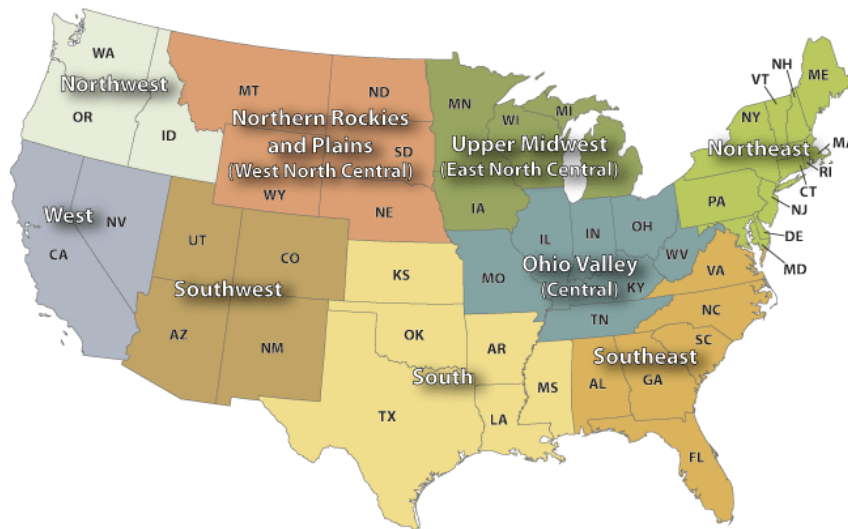 WA
Northwest
OR
ID
MT
ND
Northern Rockies
and Plains
(West North Central)
SD
WY
NE
MN
WI
MI
Upper Midwest
(East North Central)
IA
NH
VT
ME
NY
MA
Northeast
RI
CT
PA
NJ
DE
MD
West
NV
CA
UT
CO
Southwest
AZ
NM
KS
OK
AR
South
TX
LA
MS
IL
IN
OH
WV
MO
Ohio Valley
(Central)
KY
TN
VA
NC
SC
Southeast
AL
GA
FL